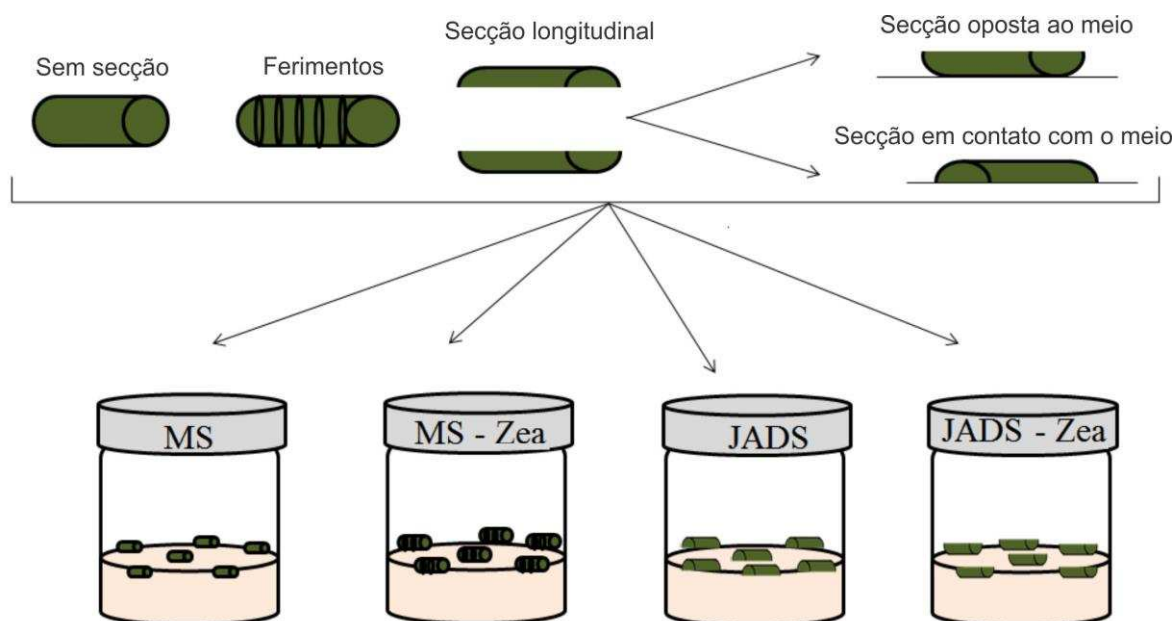 Sem secção
Ferimentos
Secção longitudinal
Secção oposta ao meio
Secção em contato com o meio
MS
MS - Zea
JADS
JADS - Zea